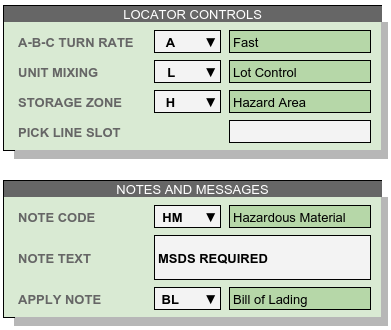 LOCATOR CONTROLS
A-B-C TURN RATE A ▼ Fast
UNIT MIXING L ▼ Lot Control
STORAGE ZONE H ▼ Hazard Area
PICK LINE SLOT
NOTES AND MESSAGES
NOTE CODE HM ▼ Hazardous Material
NOTE TEXT MSDS REQUIRED
APPLY NOTE BL ▼ Bill of Lading